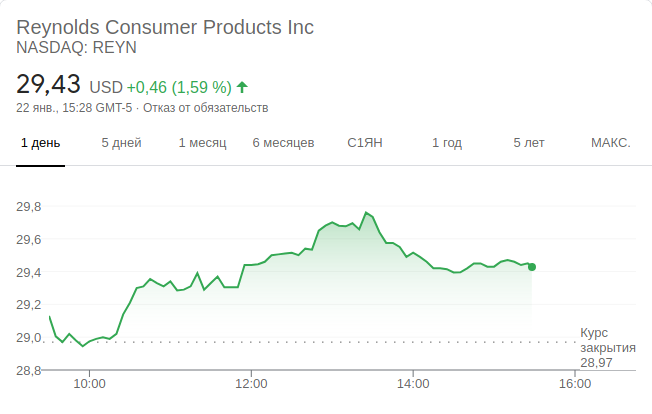 Reynolds Consumer Products Inc
NASDAQ: REYN
29,43 USD +0,46 (1,59 %)
22 янв., 15:28 GMT-5 · Отказ от обязательств
1 день 5 дней 1 месяц 6 месяцев С1ЯН 1 год 5 лет МАКС.
29,8
29,6
29,4
29,2
29,0
28,8
Курс
закрытия
28,97
10:00 12:00 14:00 16:00